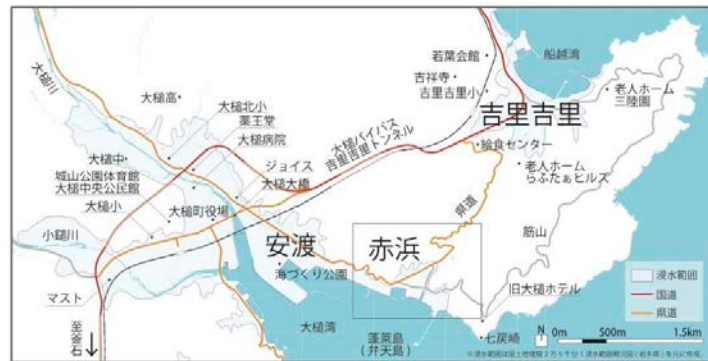 若葉会館
船越湾
吉祥寺
吉里吉里小
老人ホーム
三陸園
大槌川
大槌高
大槌北小
薬王堂
大槌病院
吉里吉里
大槌バイパス
吉里吉里トンネル
給食センター
大槌中
城山公園体育館
大槌中央公民館
ジョイス
大槌大橋
老人ホーム
らふたぁヒルズ
大槌小
大槌町役場
県道
小鎚川
安渡
赤浜
筋山
海づくり公園
浸水範囲
国道
県道
マスト
旧大槌ホテル
至釜石
大槌湾
蓬莱島
(弁天島)
七戻崎
N
0m 500m 1.5km